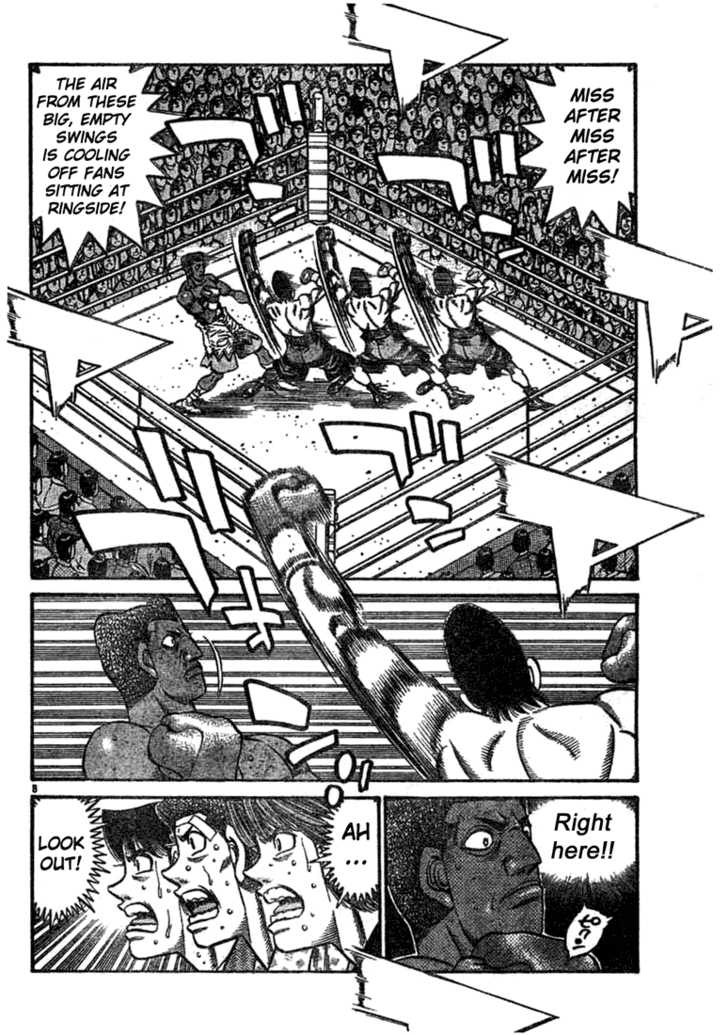 MISS
AFTER
MISS
AFTER
MISS!
THE AIR
FROM THESE
BIG, EMPTY
SWINGS
IS COOLING
OFF FANS
SITTING AT
RINGSIDE!
8
Right
here!!
AH
...
LOOK
OUT!